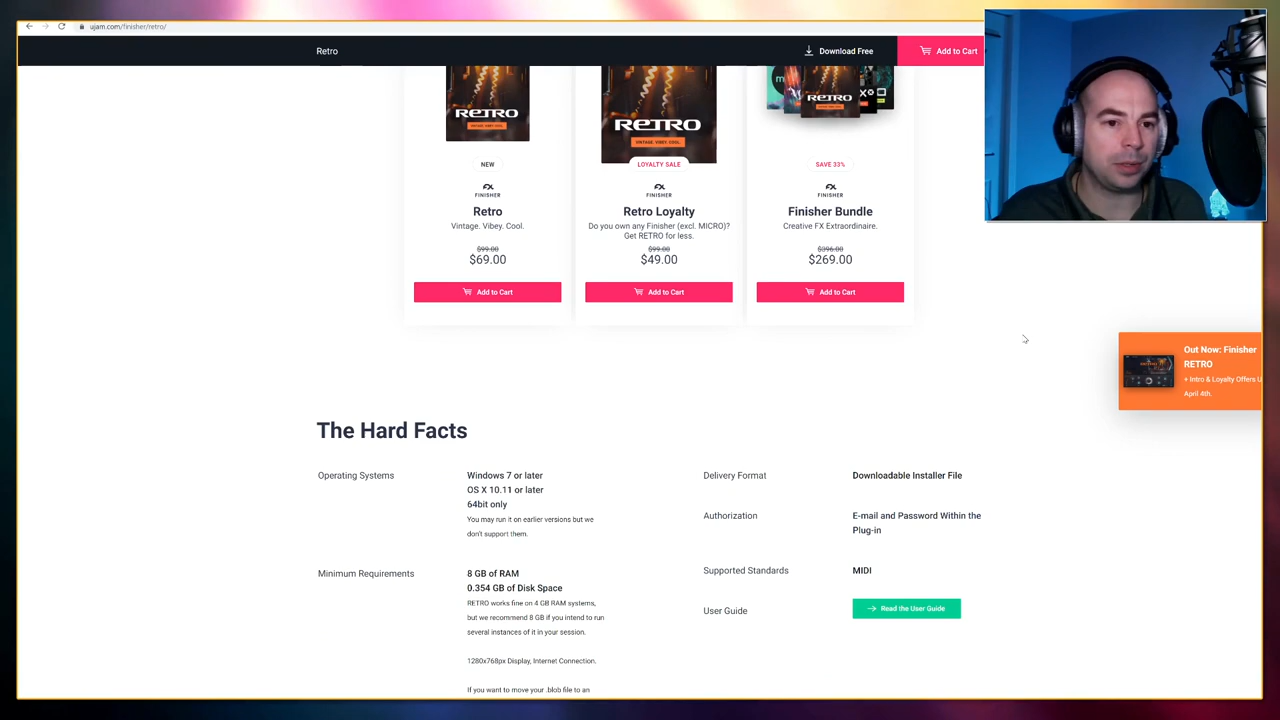 ujam.com/finisher/retro/
Retro
Download Free
Add to Cart
RETRO
VINTAGE. VIBEY. COOL.
RETRO
VINTAGE. VIBEY. COOL.
RETRO
NEW
LOYALTY SALE
SAVE 33%
FINISHER
FINISHER
FINISHER
Retro
Retro Loyalty
Finisher Bundle
Vintage. Vibey. Cool.
Do you own any Finisher (excl. MICRO)?
Get RETRO for less.
Creative FX Extraordinaire.
$99.00
$99.00
$396.00
$69.00
$49.00
$269.00
Add to Cart
Add to Cart
Add to Cart
Out Now: Finisher
RETRO
+ Intro & Loyalty Offers U
April 4th.
The Hard Facts
Operating Systems
Windows 7 or later
OS X 10.11 or later
64bit only
You may run it on earlier versions but we
don't support them.
Minimum Requirements
8 GB of RAM
0.354 GB of Disk Space
RETRO works fine on 4 GB RAM systems,
but we recommend 8 GB if you intend to run
several instances of it in your session.
1280x768px Display, Internet Connection.
If you want to move your .blob file to an
Delivery Format
Downloadable Installer File
Authorization
E-mail and Password Within the
Plug-in
Supported Standards
MIDI
User Guide
Read the User Guide